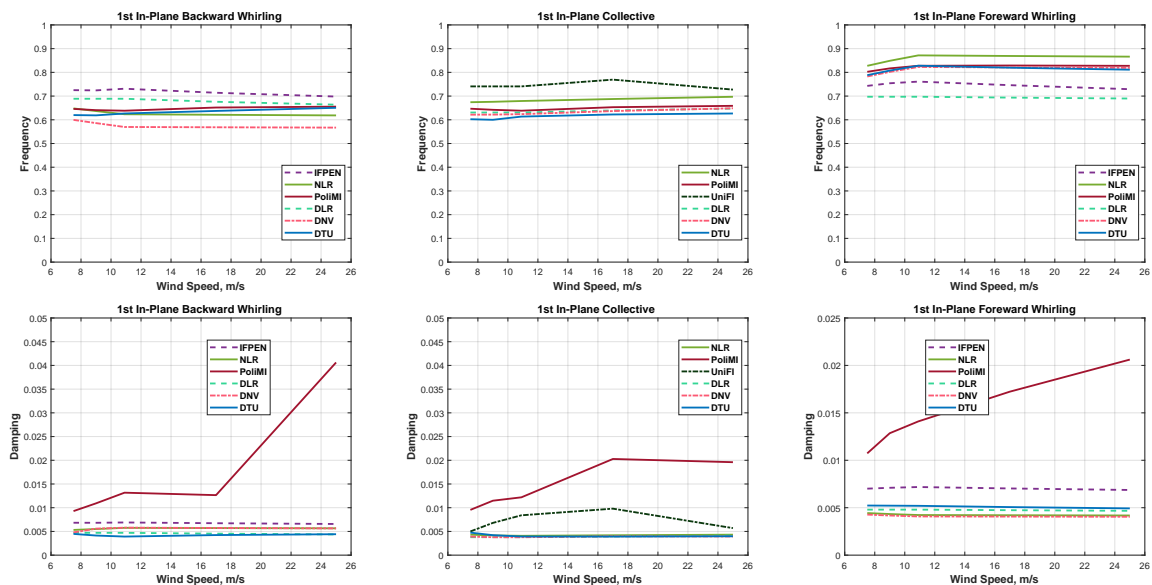 1st In-Plane Backward Whirling
Frequency
1
0.9
0.8
0.7
0.6
0.5
0.4
0.3
0.2
0.1
0
6 8 10 12 14 16 18 20 22 24 26
Wind Speed, m/s
IFPEN
NLR
PoliMI
DLR
DNV
DTU
1st In-Plane Collective
Frequency
1
0.9
0.8
0.7
0.6
0.5
0.4
0.3
0.2
0.1
0
6 8 10 12 14 16 18 20 22 24 26
Wind Speed, m/s
NLR
PoliMI
UniFI
DLR
DNV
DTU
1st In-Plane Foreward Whirling
Frequency
1
0.9
0.8
0.7
0.6
0.5
0.4
0.3
0.2
0.1
0
6 8 10 12 14 16 18 20 22 24 26
Wind Speed, m/s
IFPEN
NLR
PoliMI
DLR
DNV
DTU
1st In-Plane Backward Whirling
Damping
0.05
0.045
0.04
0.035
0.03
0.025
0.02
0.015
0.01
0.005
0
6 8 10 12 14 16 18 20 22 24 26
Wind Speed, m/s
IFPEN
NLR
PoliMI
DLR
DNV
DTU
1st In-Plane Collective
Damping
0.05
0.045
0.04
0.035
0.03
0.025
0.02
0.015
0.01
0.005
0
6 8 10 12 14 16 18 20 22 24 26
Wind Speed, m/s
NLR
PoliMI
UniFI
DLR
DNV
DTU
1st In-Plane Foreward Whirling
Damping
0.025
0.02
0.015
0.01
0.005
0
6 8 10 12 14 16 18 20 22 24 26
Wind Speed, m/s
IFPEN
NLR
PoliMI
DLR
DNV
DTU